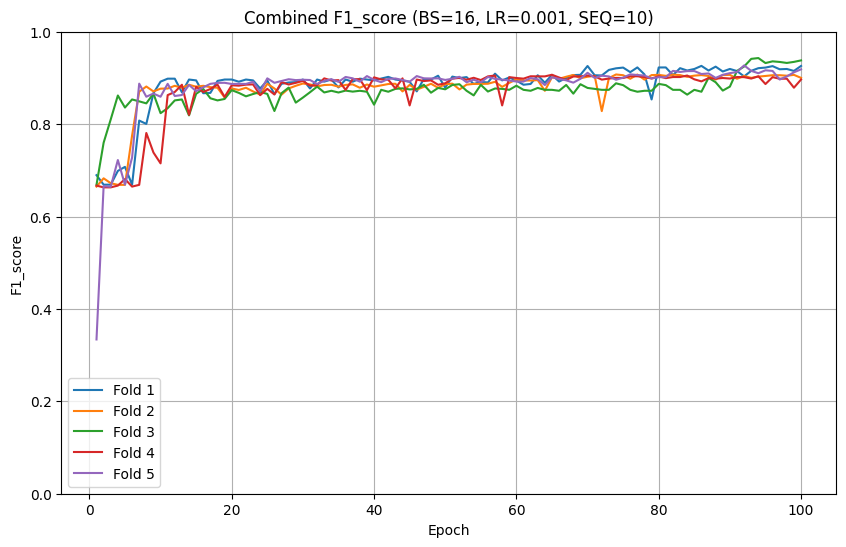 Combined F1_score (BS=16, LR=0.001, SEQ=10)
1.0
0.8
0.6
0.4
0.2
0.0
F1_score
Fold 1
Fold 2
Fold 3
Fold 4
Fold 5
0 20 40 60 80 100
Epoch